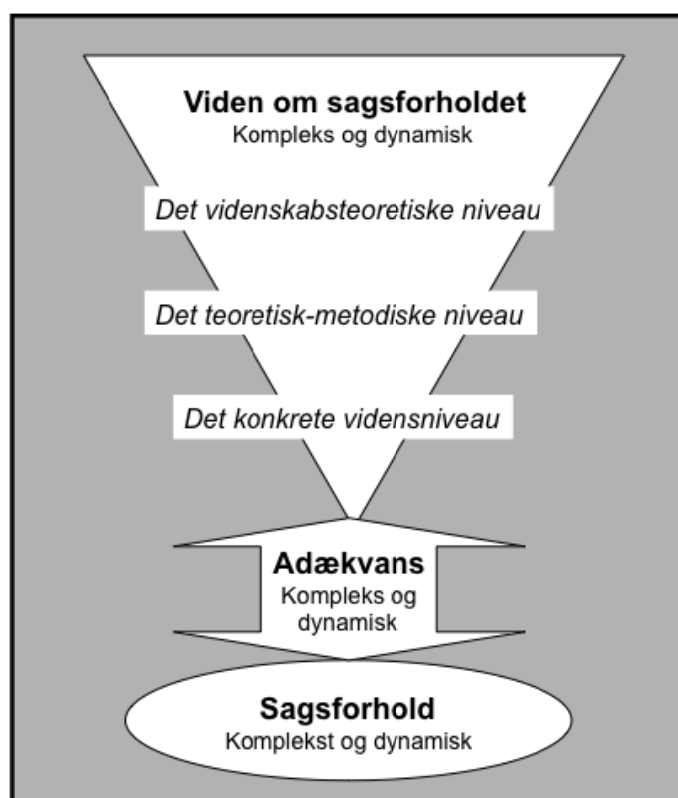 Viden om sagsforholdet
Kompleks og dynamisk
Det videnskabsteoretiske niveau
Det teoretisk-metodiske niveau
Det konkrete vidensniveau
Adækvans
Kompleks og
dynamisk
Sagsforhold
Komplekst og dynamisk